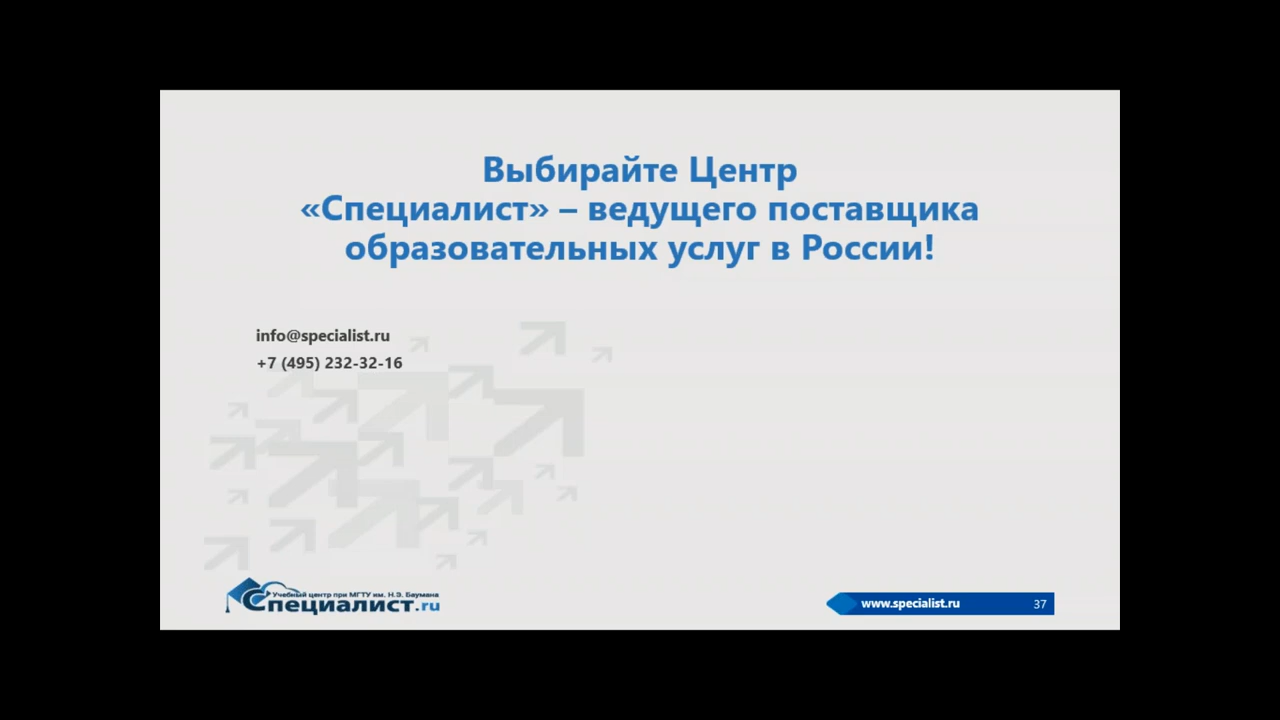 Выбирайте Центр
«Специалист» – ведущего поставщика
образовательных услуг в России!
info@specialist.ru
+7 (495) 232-32-16
Учебный центр при МГТУ им. Н.Э. Баумана
Специалист.ru
www.specialist.ru 37